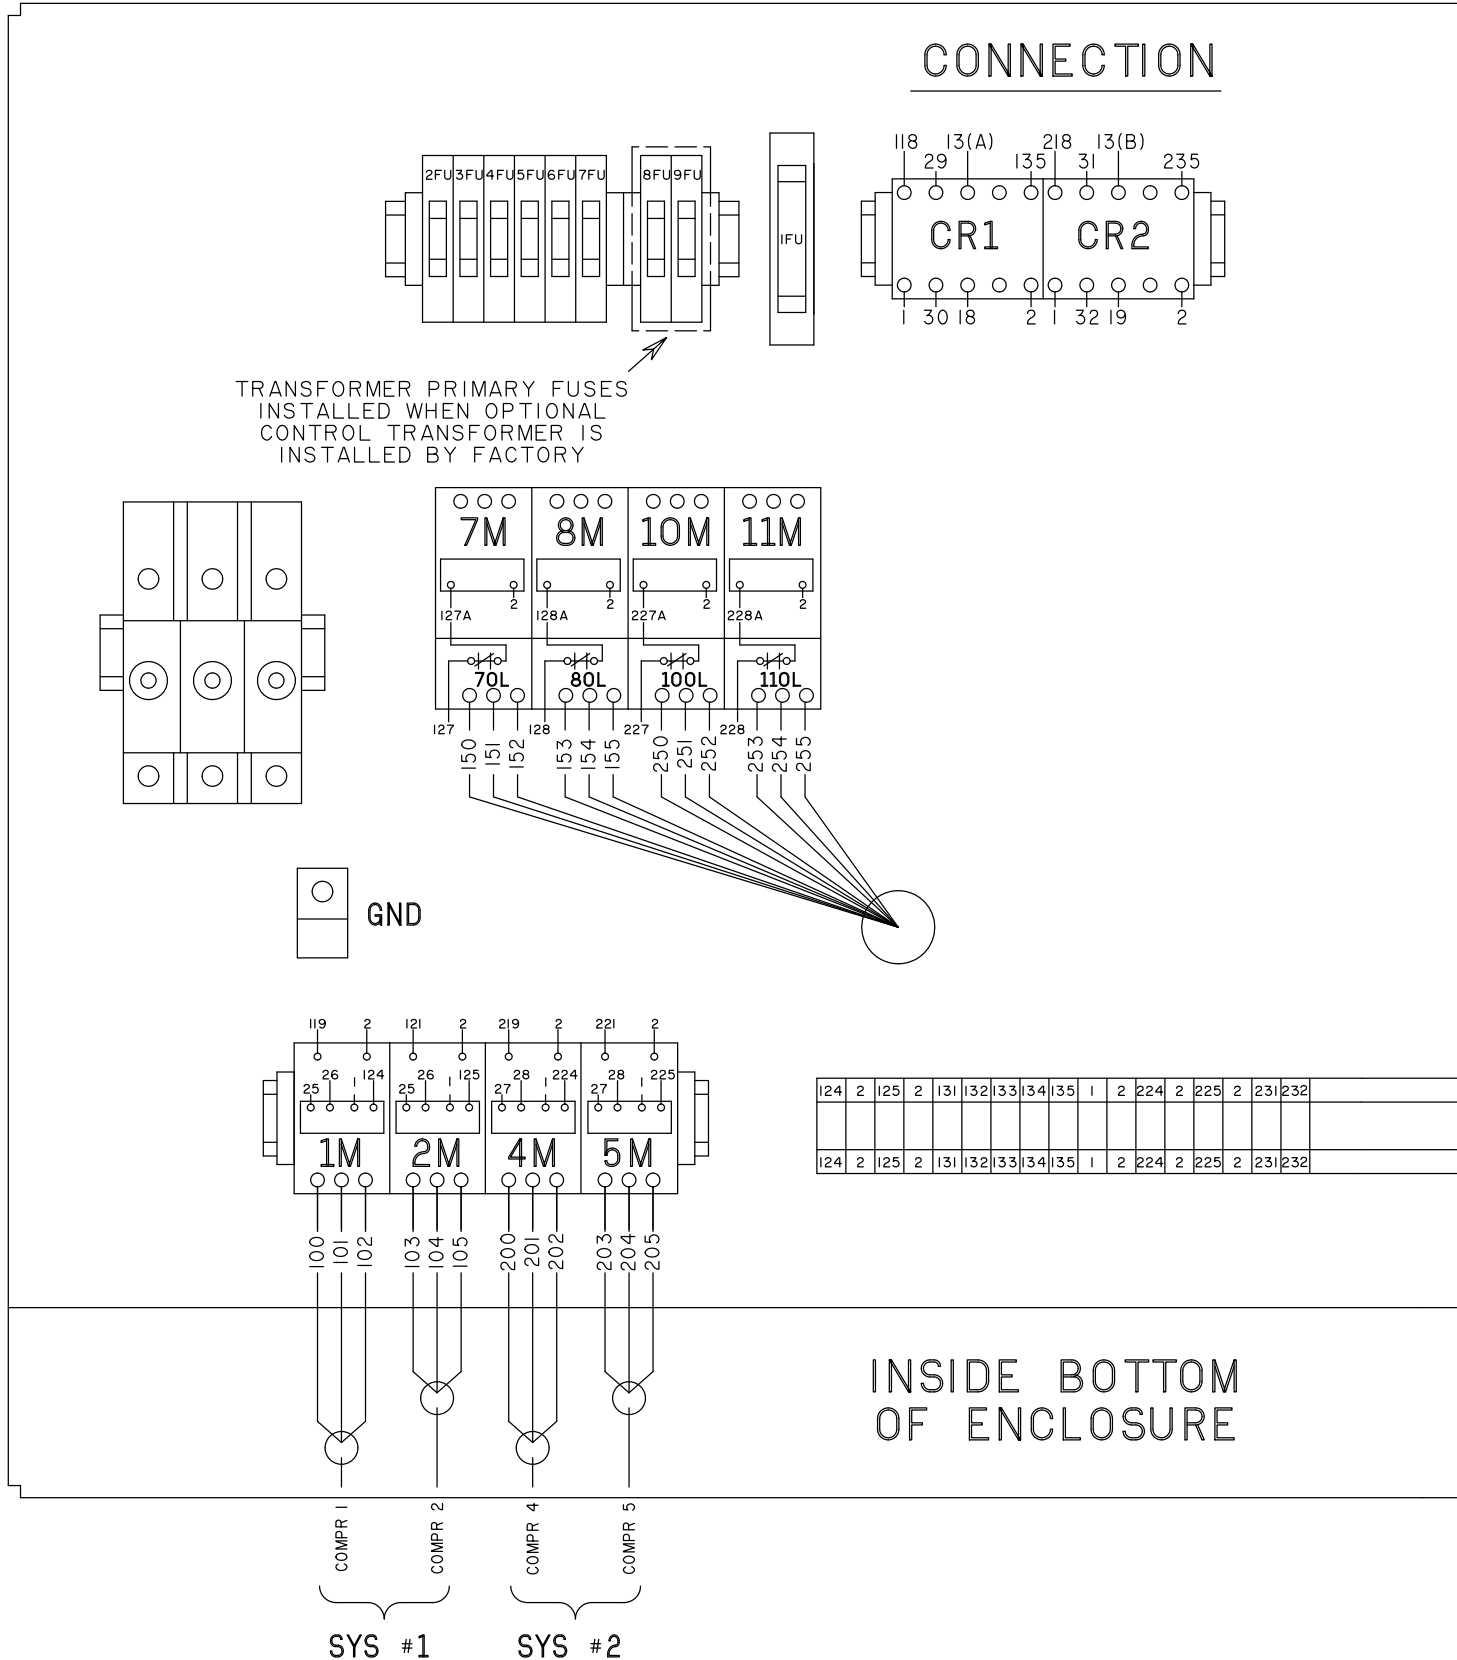 CONNECTION
118 13(A) 218 13(B)
29 135 31 235
2FU 3FU 4FU 5FU 6FU 7FU 8FU 9FU
1FU
CR1 CR2
1 30 18 2 1 32 19 2
TRANSFORMER PRIMARY FUSES
INSTALLED WHEN OPTIONAL
CONTROL TRANSFORMER IS
INSTALLED BY FACTORY
7M 8M 10M 11M
2 2 2 2
127A 128A 227A 228A
7OL 8OL 10OL 11OL
127 128 227 228
150 151 152 153 154 155 250 251 252 253 254 255
GND
119 2 121 2 219 2 221 2
26 1 124 26 1 125 28 1 224 28 1 225
25 25 27 27
1M 2M 4M 5M
124 2 125 2 131 132 133 134 135 1 2 224 2 225 2 231 232
124 2 125 2 131 132 133 134 135 1 2 224 2 225 2 231 232
100 101 102 103 104 105 200 201 202 203 204 205
INSIDE BOTTOM
OF ENCLOSURE
COMPR 1 COMPR 2 COMPR 4 COMPR 5
SYS #1 SYS #2